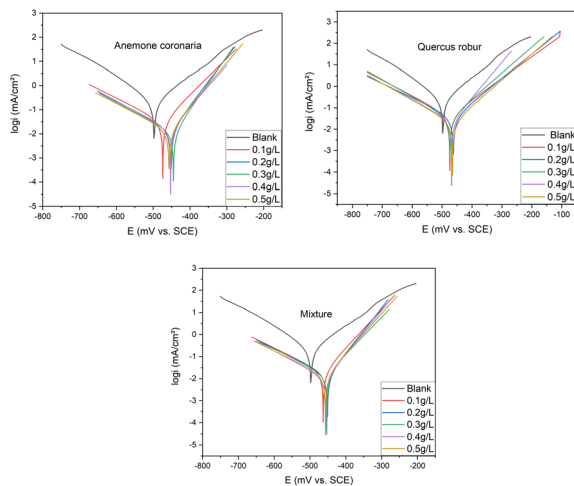 Anemone coronaria
logi (mA/cm²)
3
2
1
0
-1
-2
-3
-4
-5
Blank
0.1g/L
0.2g/L
0.3g/L
0.4g/L
0.5g/L
-800 -700 -600 -500 -400 -300 -200 -100
E (mV vs. SCE)
Quercus robur
logi (mA/cm²)
3
2
1
0
-1
-2
-3
-4
-5
Blank
0.1g/L
0.2g/L
0.3g/L
0.4g/L
0.5g/L
-800 -600 -400 -200 0
E (mV vs. SCE)
Mixture
logi (mA/cm²)
3
2
1
0
-1
-2
-3
-4
-5
Blank
0.1g/L
0.2g/L
0.3g/L
0.4g/L
0.5g/L
-800 -700 -600 -500 -400 -300 -200
E (mV vs. SCE)